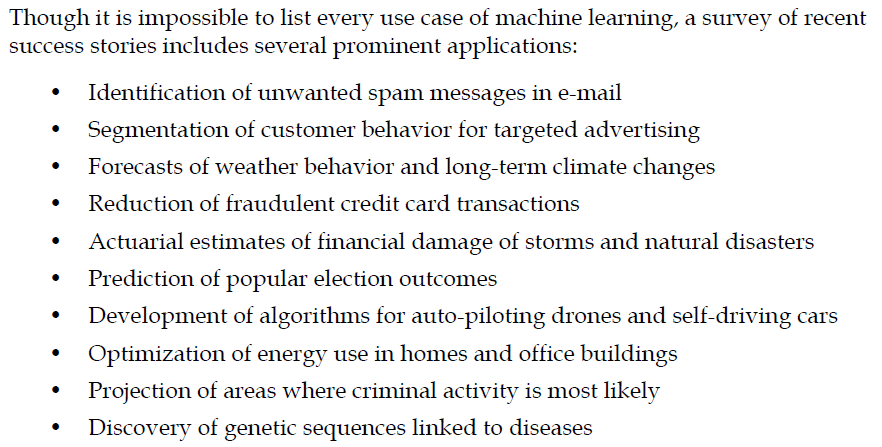 Though it is impossible to list every use case of machine learning, a survey of recent
success stories includes several prominent applications:
• Identification of unwanted spam messages in e-mail
• Segmentation of customer behavior for targeted advertising
• Forecasts of weather behavior and long-term climate changes
• Reduction of fraudulent credit card transactions
• Actuarial estimates of financial damage of storms and natural disasters
• Prediction of popular election outcomes
• Development of algorithms for auto-piloting drones and self-driving cars
• Optimization of energy use in homes and office buildings
• Projection of areas where criminal activity is most likely
• Discovery of genetic sequences linked to diseases